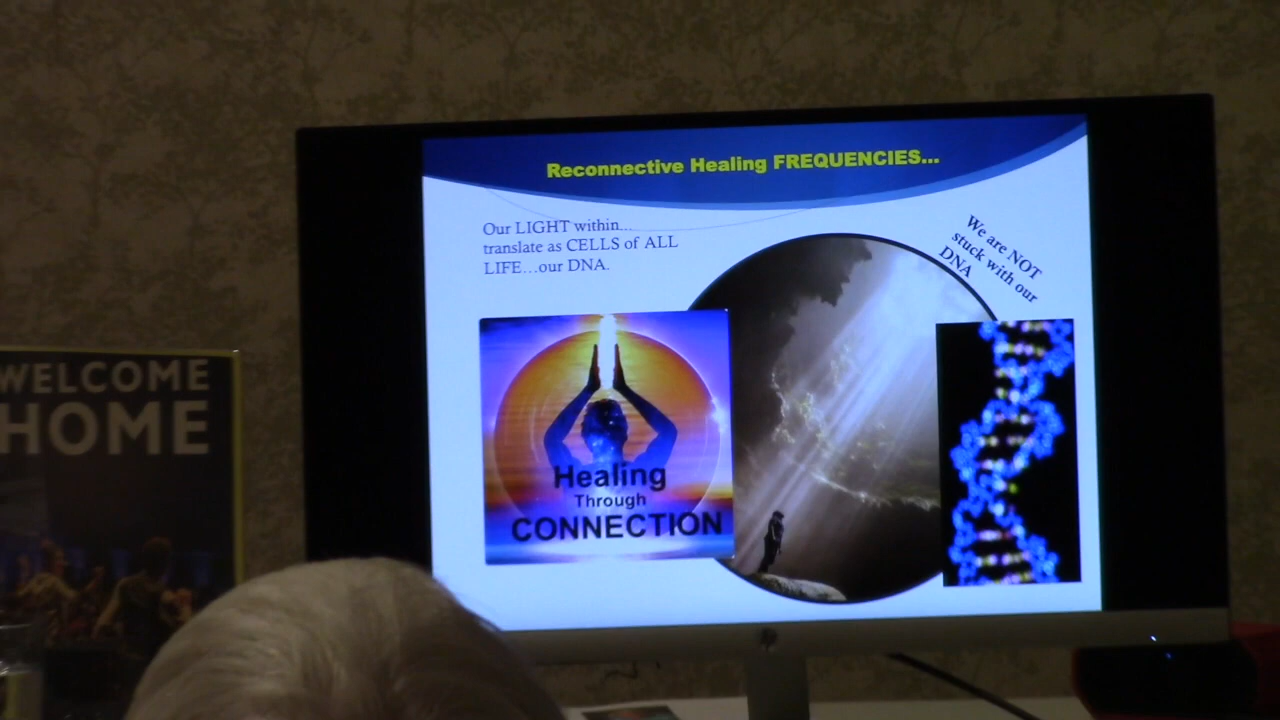 Reconnective Healing FREQUENCIES...
Our LIGHT within...
translate as CELLS of ALL
LIFE...our DNA.
We are NOT
stuck with our
DNA
Healing
Through
CONNECTION
WELCOME
HOME